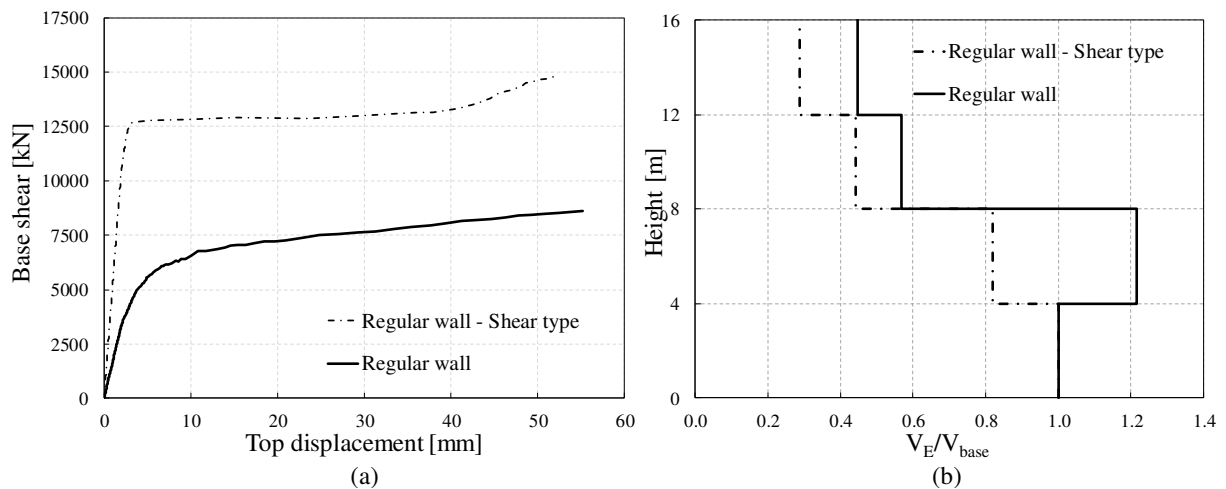 17500
15000
12500
10000
7500
5000
2500
0
Base shear [kN]
Regular wall - Shear type
Regular wall
0 10 20 30 40 50 60
Top displacement [mm]
(a)
16
12
8
4
0
Height [m]
Regular wall - Shear type
Regular wall
0.0 0.2 0.4 0.6 0.8 1.0 1.2 1.4
V_E/V_base
(b)